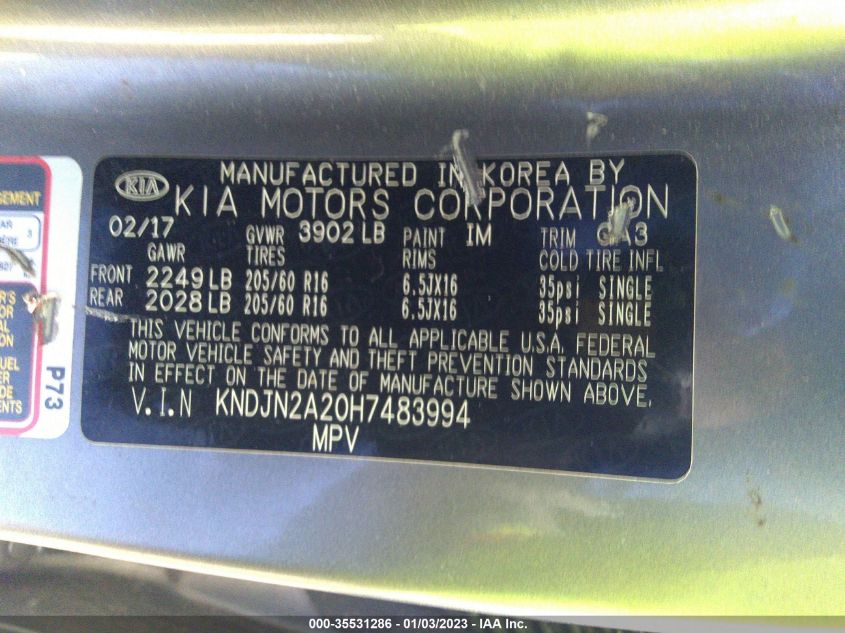 MANUFACTURED IN KOREA BY
KIA KIA MOTORS CORPORATION
02/17 GVWR 3902 LB PAINT IM TRIM
GAWR TIRES RIMS COLD TIRE INFL
FRONT 2249 LB 205/60 R16 6.5JX16 35psi SINGLE
REAR 2028 LB 205/60 R16 6.5JX16 35psi SINGLE
THIS VEHICLE CONFORMS TO ALL APPLICABLE U.S.A. FEDERAL
MOTOR VEHICLE SAFETY AND THEFT PREVENTION STANDARDS
IN EFFECT ON THE DATE OF MANUFACTURE SHOWN ABOVE.
V.I.N KNDJN2A20H7483994
MPV
P73
000-35531286 - 01/03/2023 - IAA Inc.